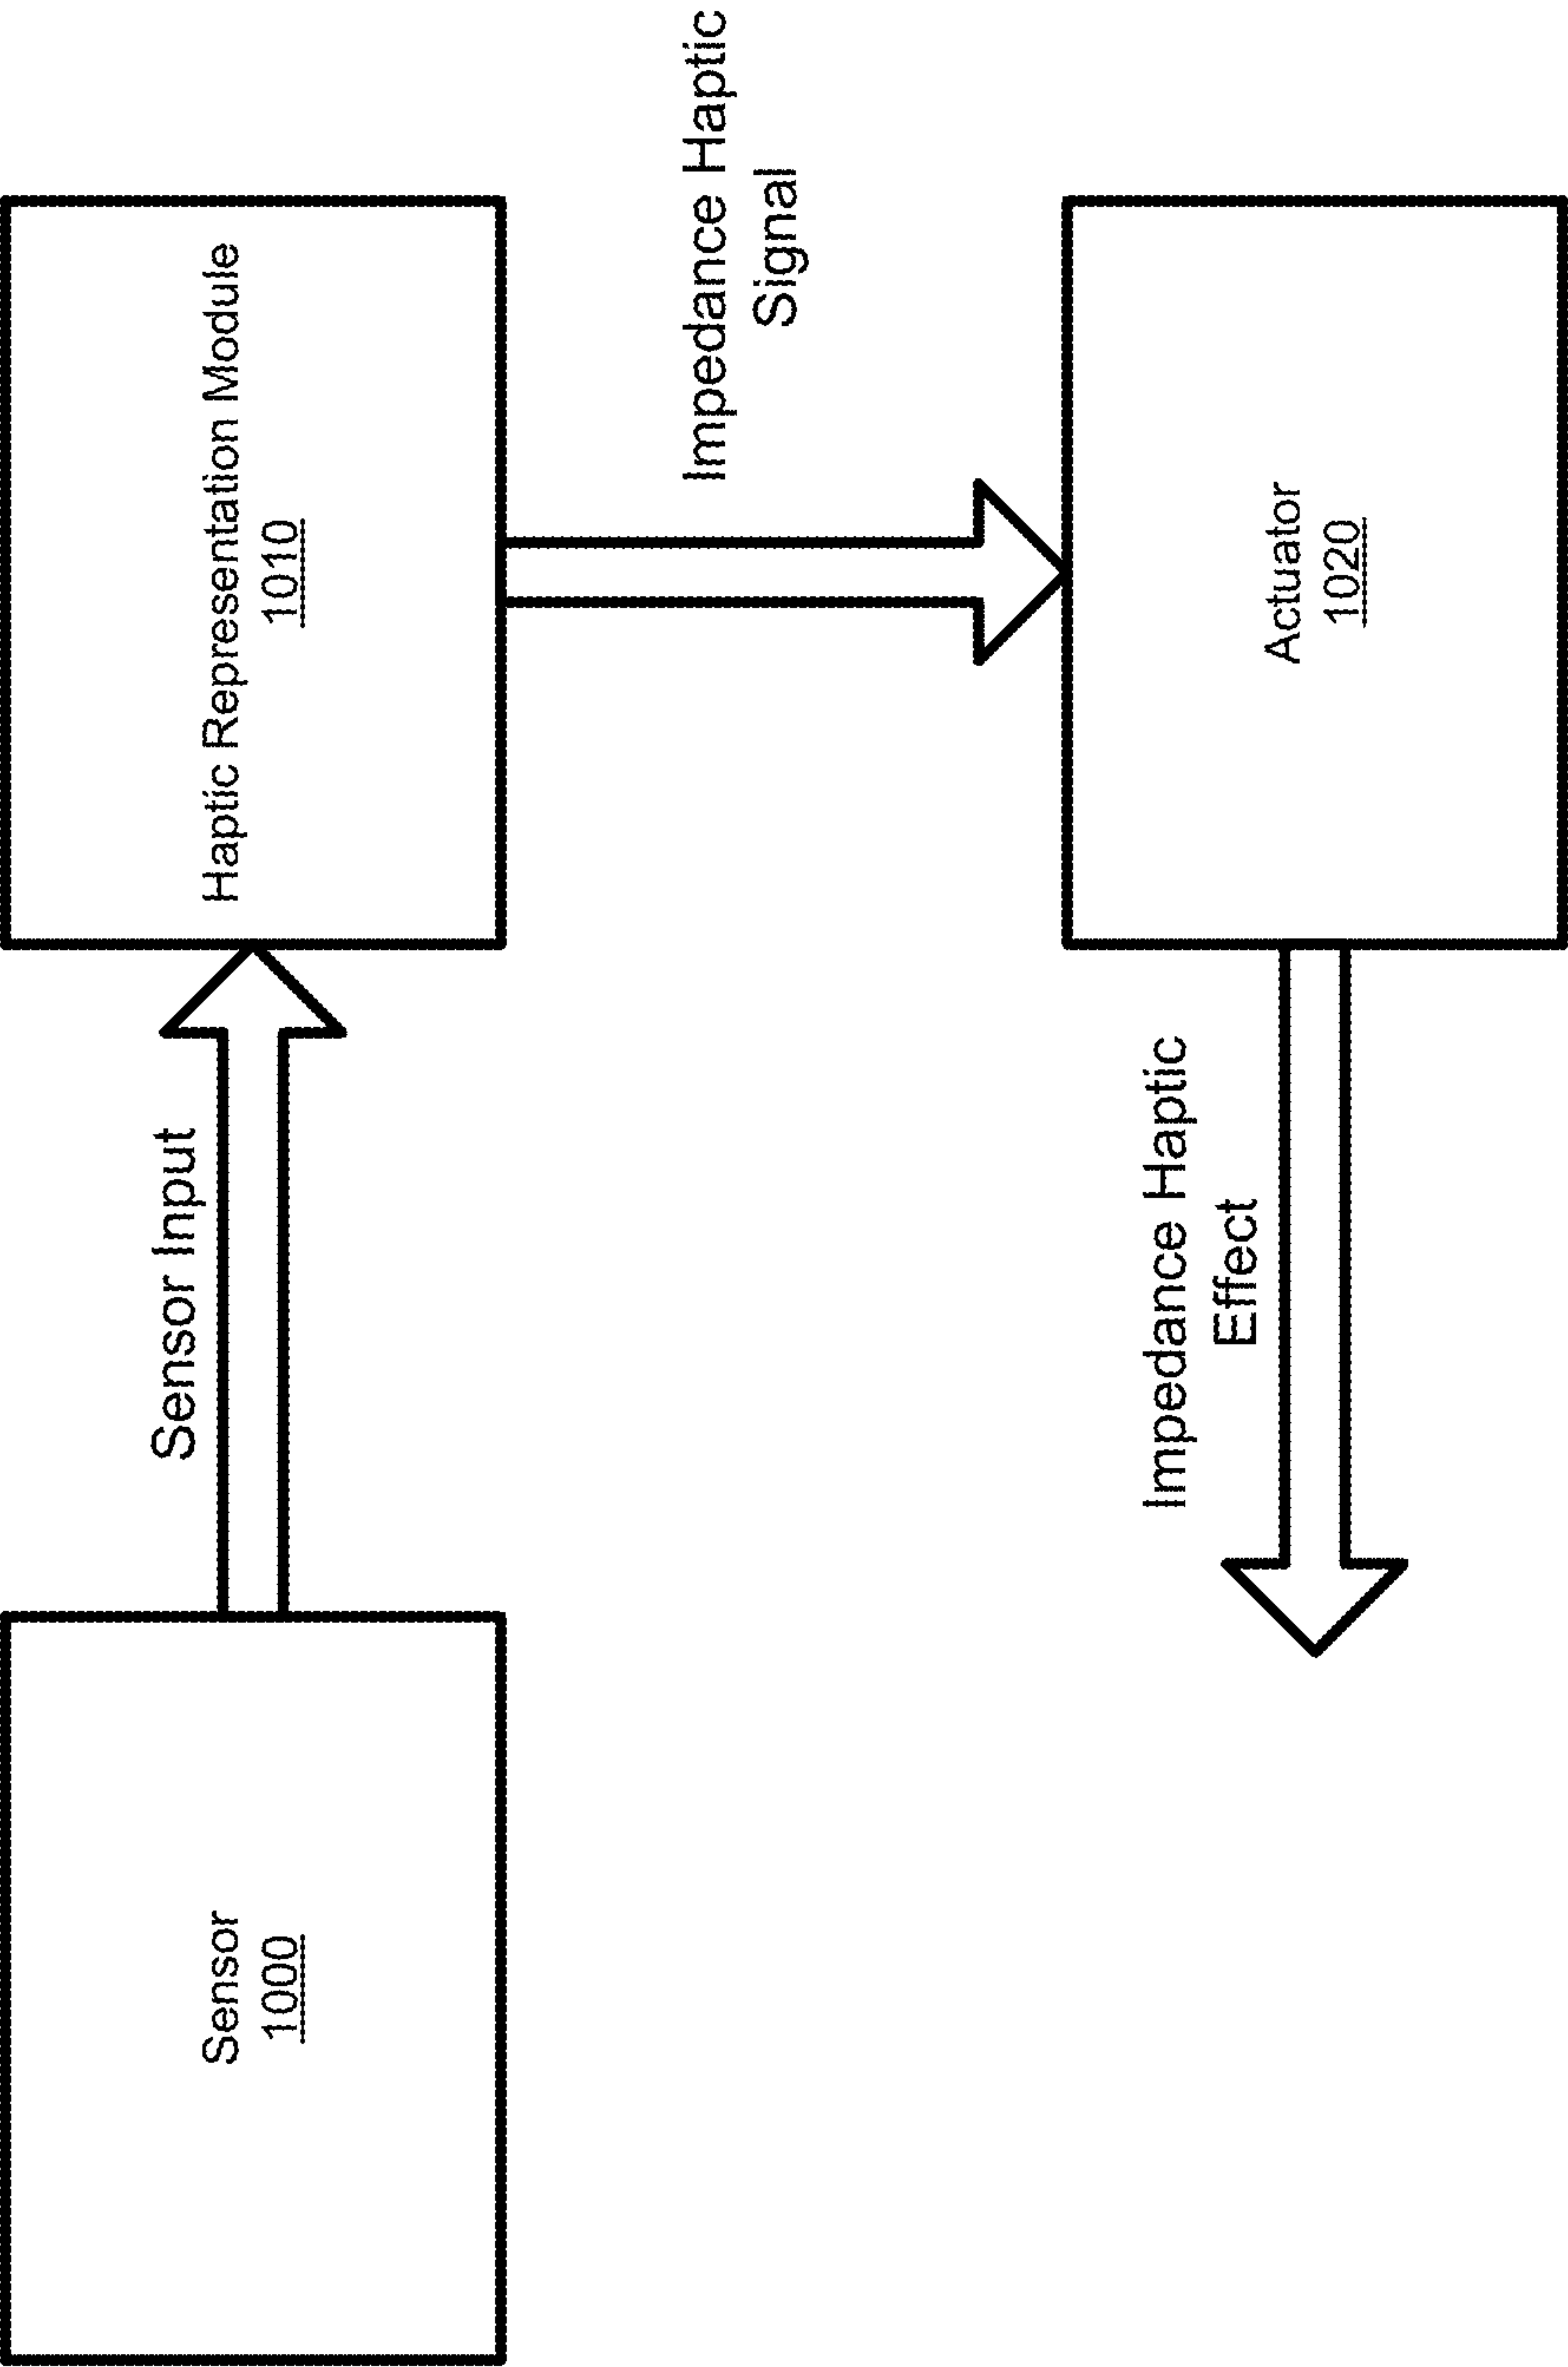 Sensor
1000
Sensor Input
Haptic Representation Module
1010
Impedance Haptic
Signal
Actuator
1020
Impedance Haptic
Effect